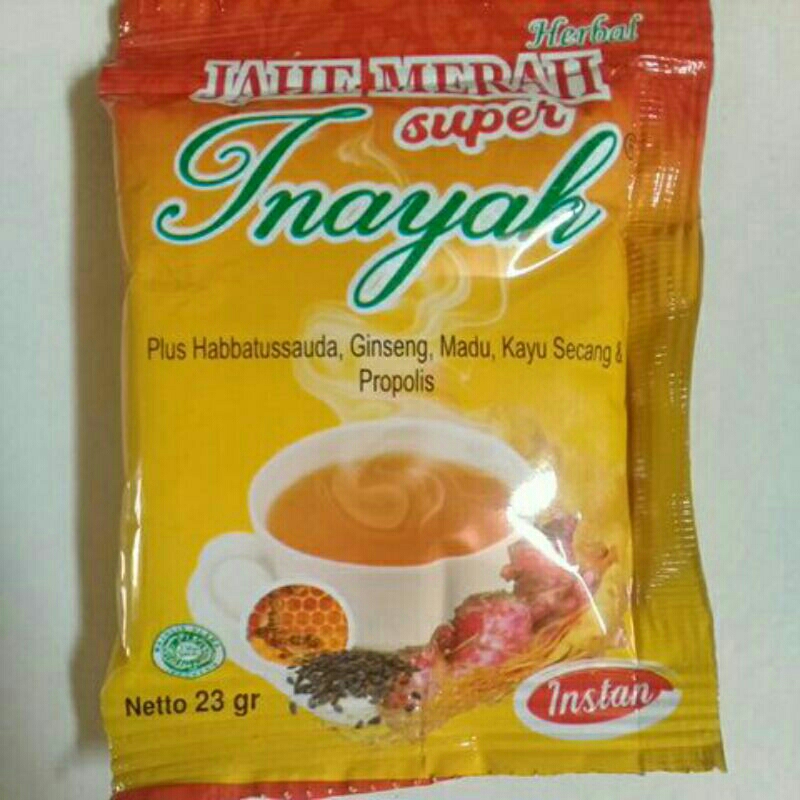 Herbal
JAHE MERAH
super
Inayah®
Plus Habbatussauda, Ginseng, Madu, Kayu Secang &
Propolis
Netto 23 gr
Instan